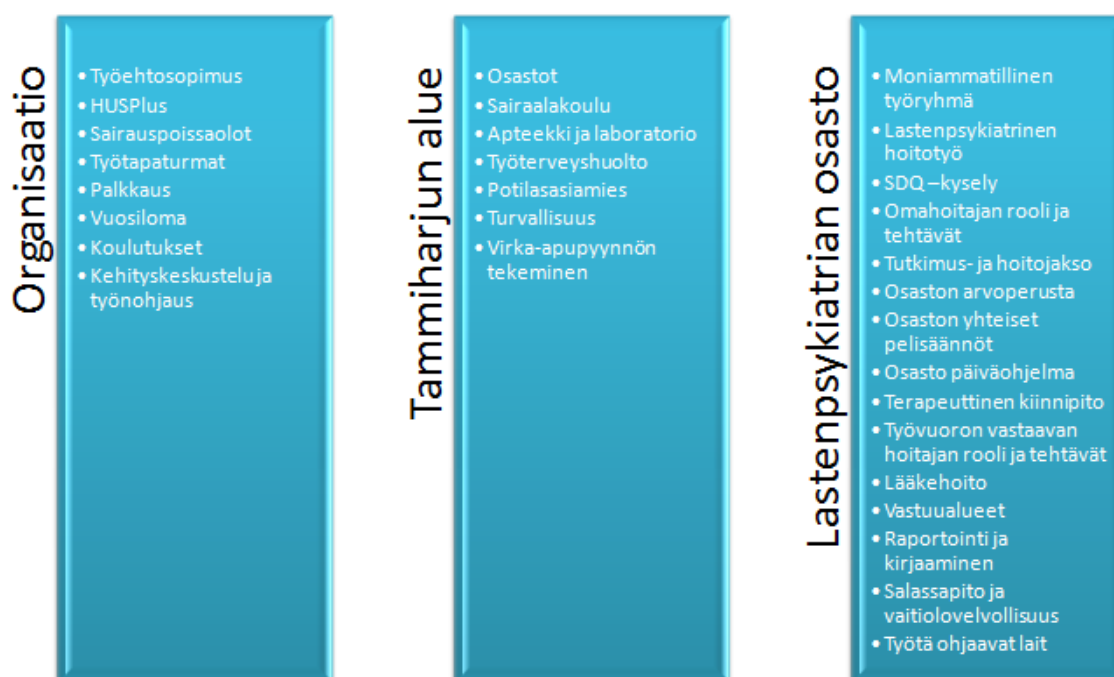 Organisaatio
• Työehtosopimus
• HUSPlus
• Sairauspoissaolot
• Työtapaturmat
• Palkkaus
• Vuosiloma
• Koulutukset
• Kehityskeskustelu ja
työnohjaus
Tammiharjun alue
• Osastot
• Sairaalakoulu
• Apteekki ja laboratorio
• Työterveyshuolto
• Potilasasiamies
• Turvallisuus
• Virka-apupyynnön
tekeminen
Lastenpsykiatrian osasto
• Moniammatillinen
työryhmä
• Lastenpsykiatrinen
hoitotyö
• SDQ –kysely
• Omahoitajan rooli ja
tehtävät
• Tutkimus- ja hoitojakso
• Osaston arvoperusta
• Osaston yhteiset
pelisäännöt
• Osasto päiväohjelma
• Terapeuttinen kiinnipito
• Työvuoron vastaavan
hoitajan rooli ja tehtävät
• Lääkehoito
• Vastuualueet
• Raportointi ja
kirjaaminen
• Salassapito ja
vaitiolovelvollisuus
• Työtä ohjaavat lait